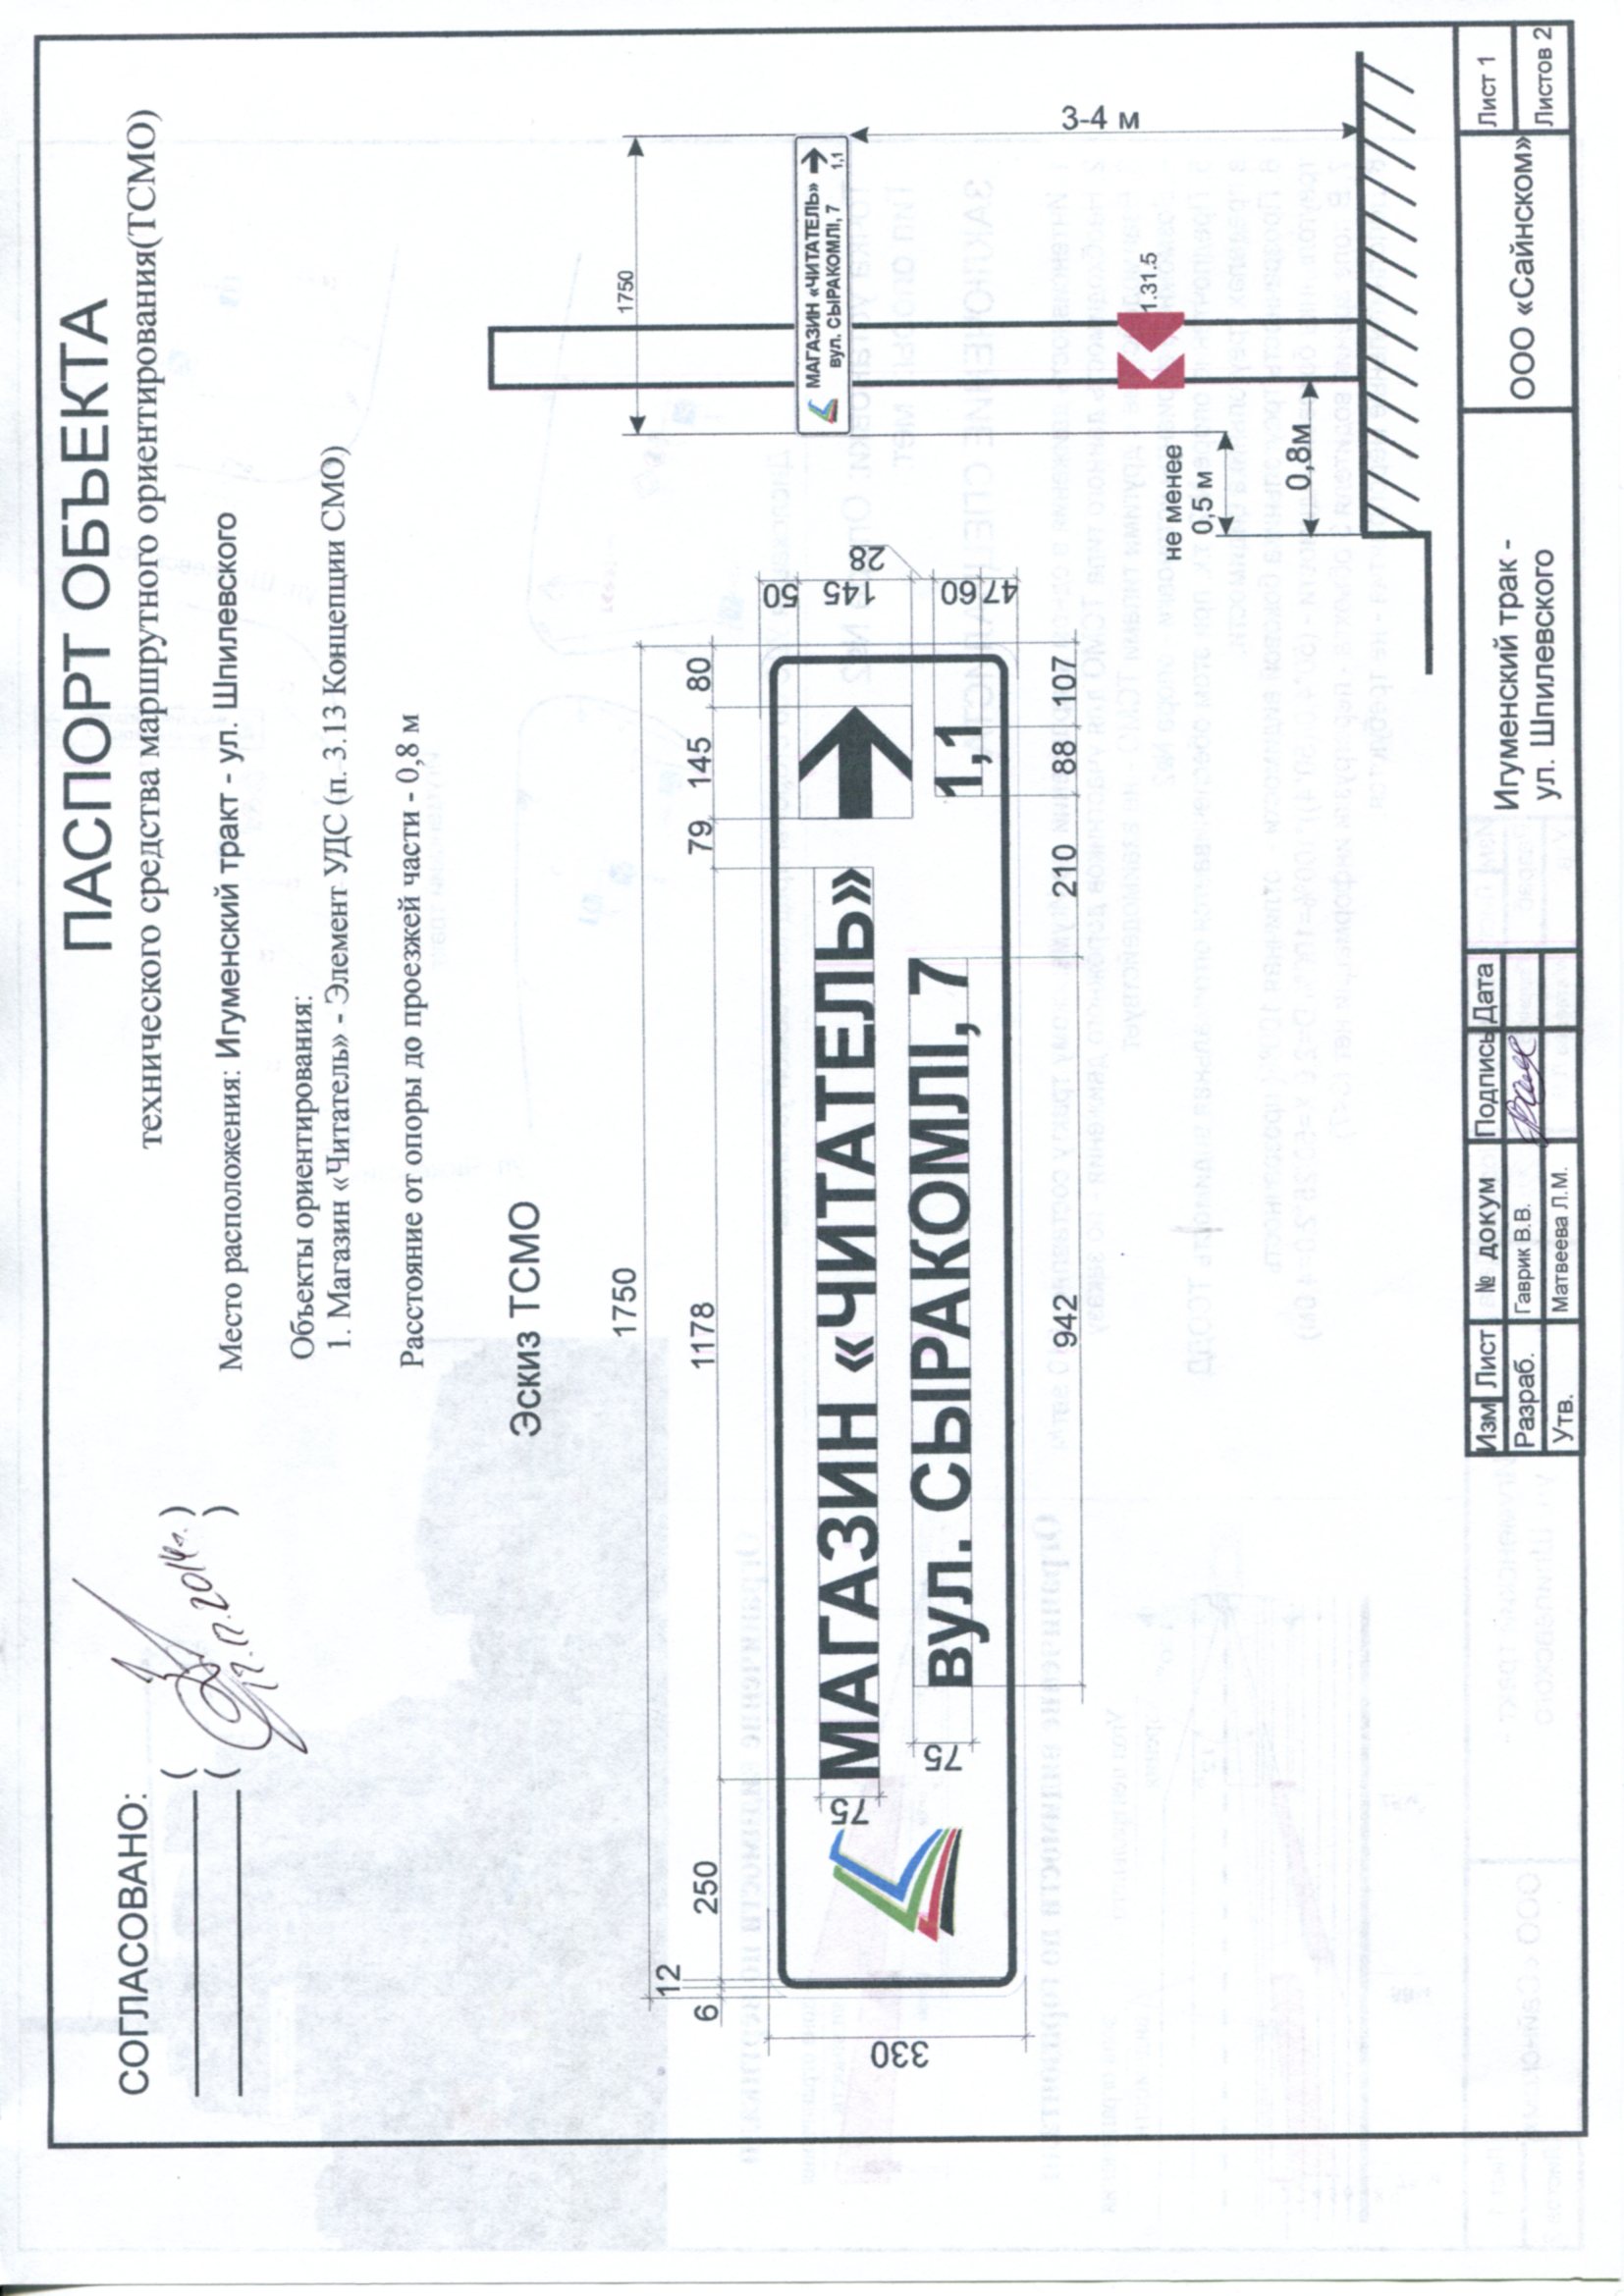 ПАСПОРТ ОБЪЕКТА
технического средства маршрутного ориентирования(ТСМО)
СОГЛАСОВАНО:
( )
( )
12.12.2014г.
Место расположения: Игуменский тракт - ул. Шпилевского
Объекты ориентирования:
1. Магазин «Читатель» - Элемент УДС (п. 3.13 Концепции СМО)
Расстояние от опоры до проезжей части - 0,8 м
Эскиз ТСМО
1750
6 12 250 1178 79 145 80
330
75
МАГАЗИН «ЧИТАТЕЛЬ»
75
вул. СЫРАКОМЛІ, 7 1,1
50
145
28
47 60
942 210 88 107
1750
МАГАЗИН «ЧИТАТЕЛЬ»
вул. СЫРАКОМЛІ, 7 1,1
3-4 м
1.31.5
не менее
0,5 м
0,8м
Изм Лист № докум Подпись Дата
Разраб. Гаврик В.В.
Утв. Матвеева Л.М.
Игуменский трак -
ул. Шпилевского
ООО «Сайнском»
Лист 1
Листов 2